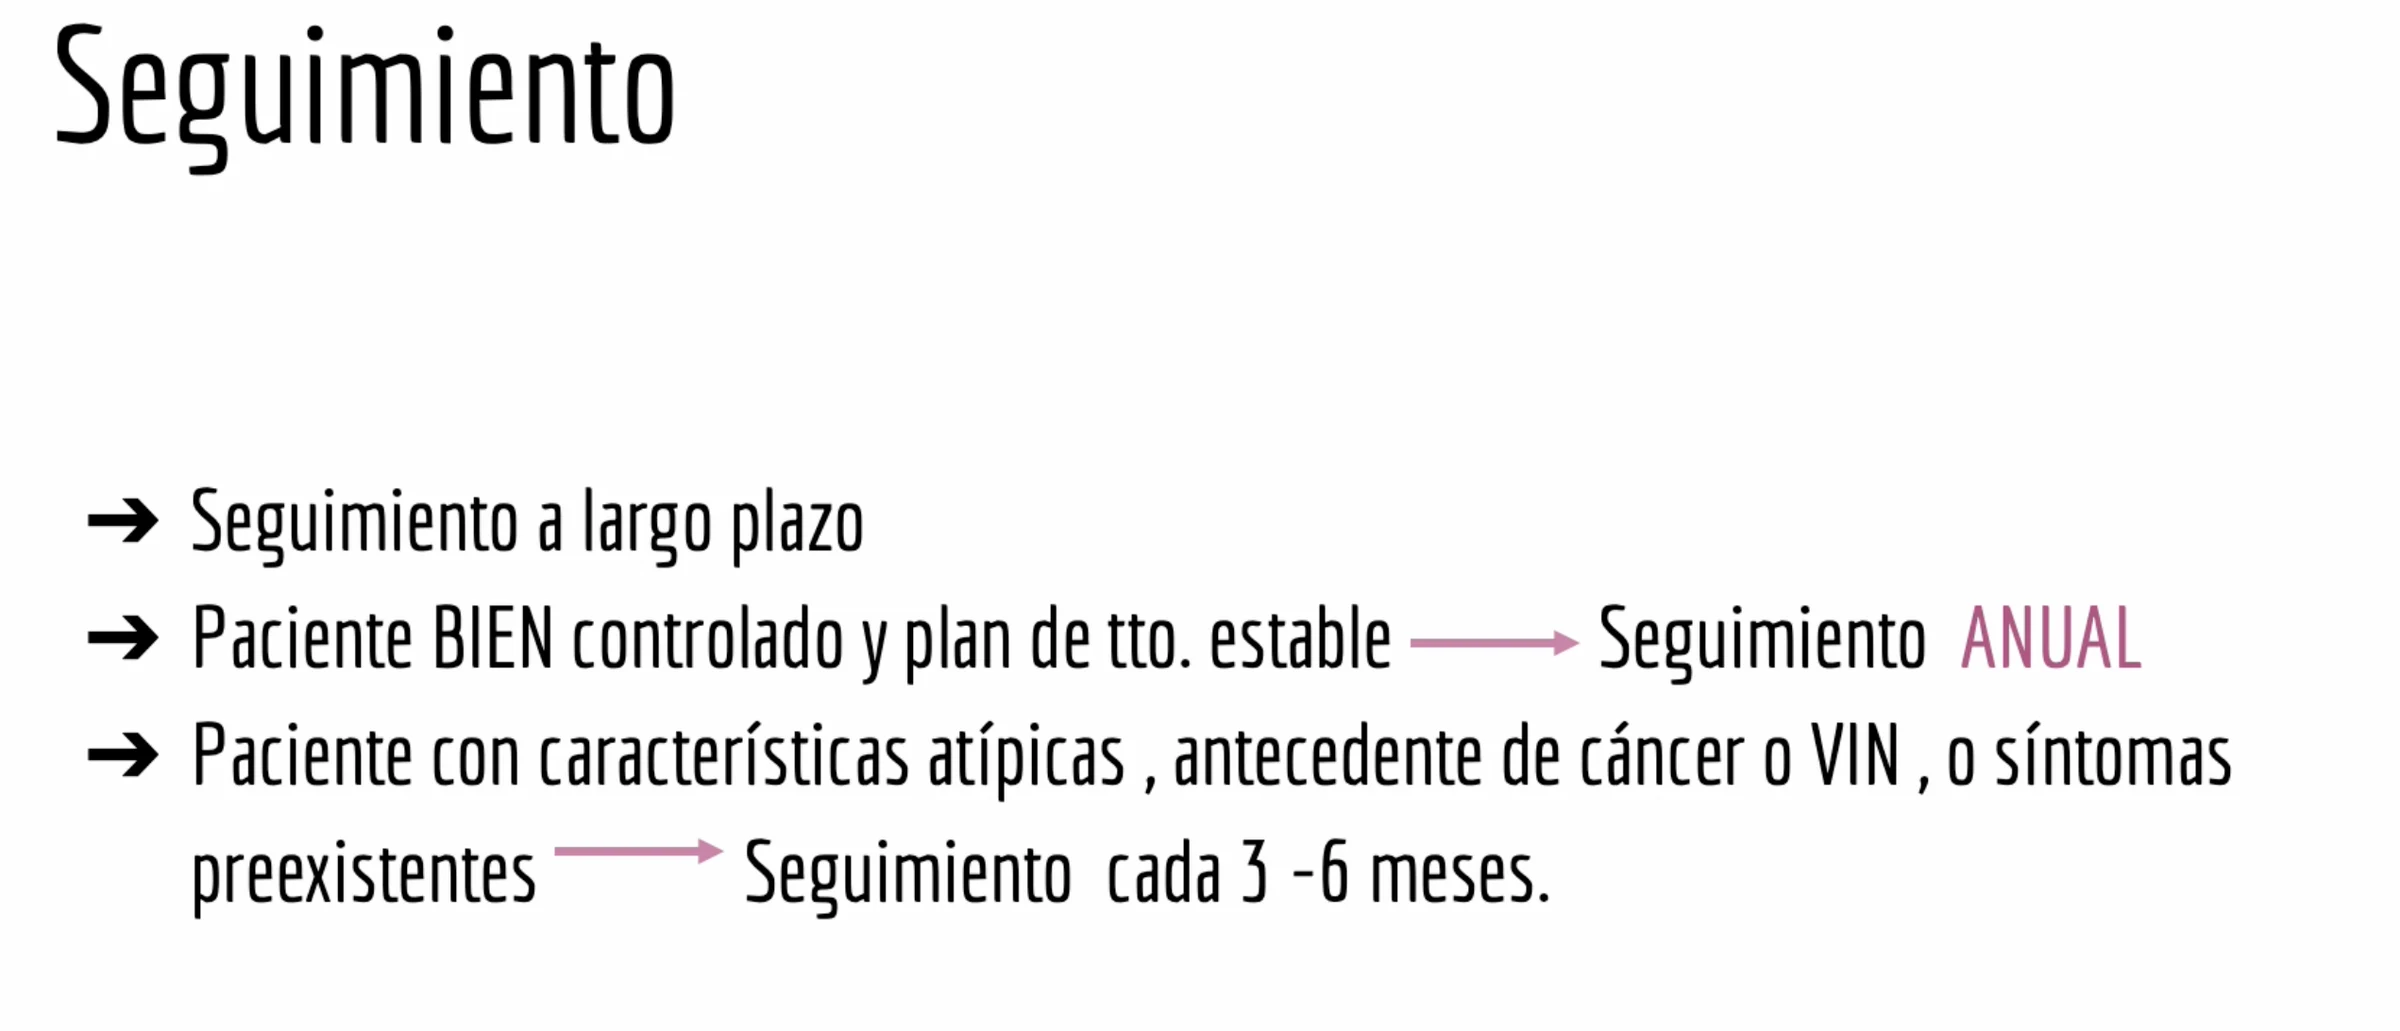 Seguimiento
➔ Seguimiento a largo plazo
➔ Paciente BIEN controlado y plan de tto. estable ⟶ Seguimiento ANUAL
➔ Paciente con características atípicas , antecedente de cáncer o VIN , o síntomas
preexistentes ⟶ Seguimiento cada 3 -6 meses.